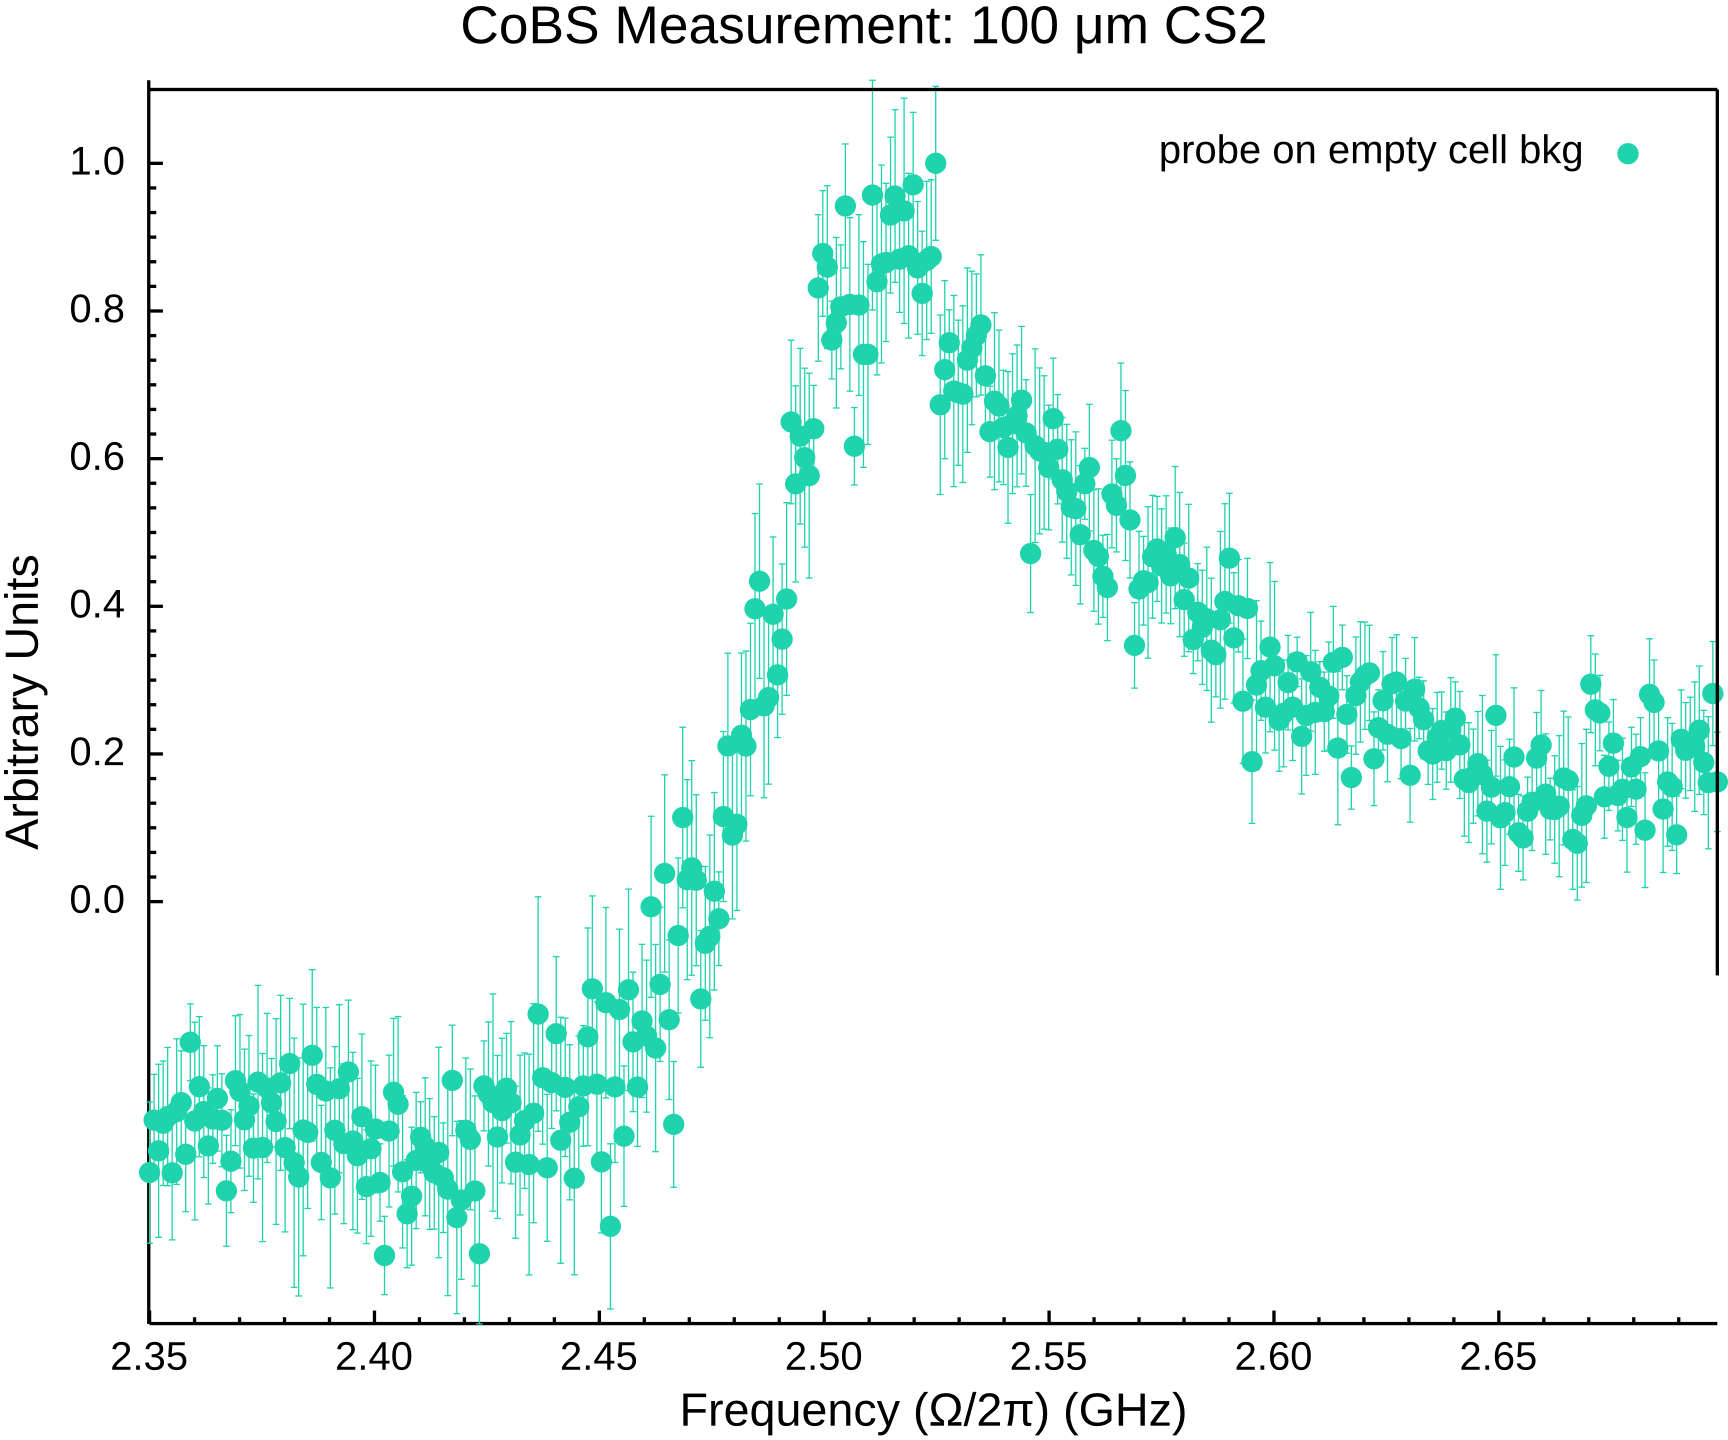 CoBS Measurement: 100 μm CS2
probe on empty cell bkg
1.0
0.8
0.6
0.4
0.2
0.0
Arbitrary Units
2.35 2.40 2.45 2.50 2.55 2.60 2.65
Frequency (Ω/2π) (GHz)